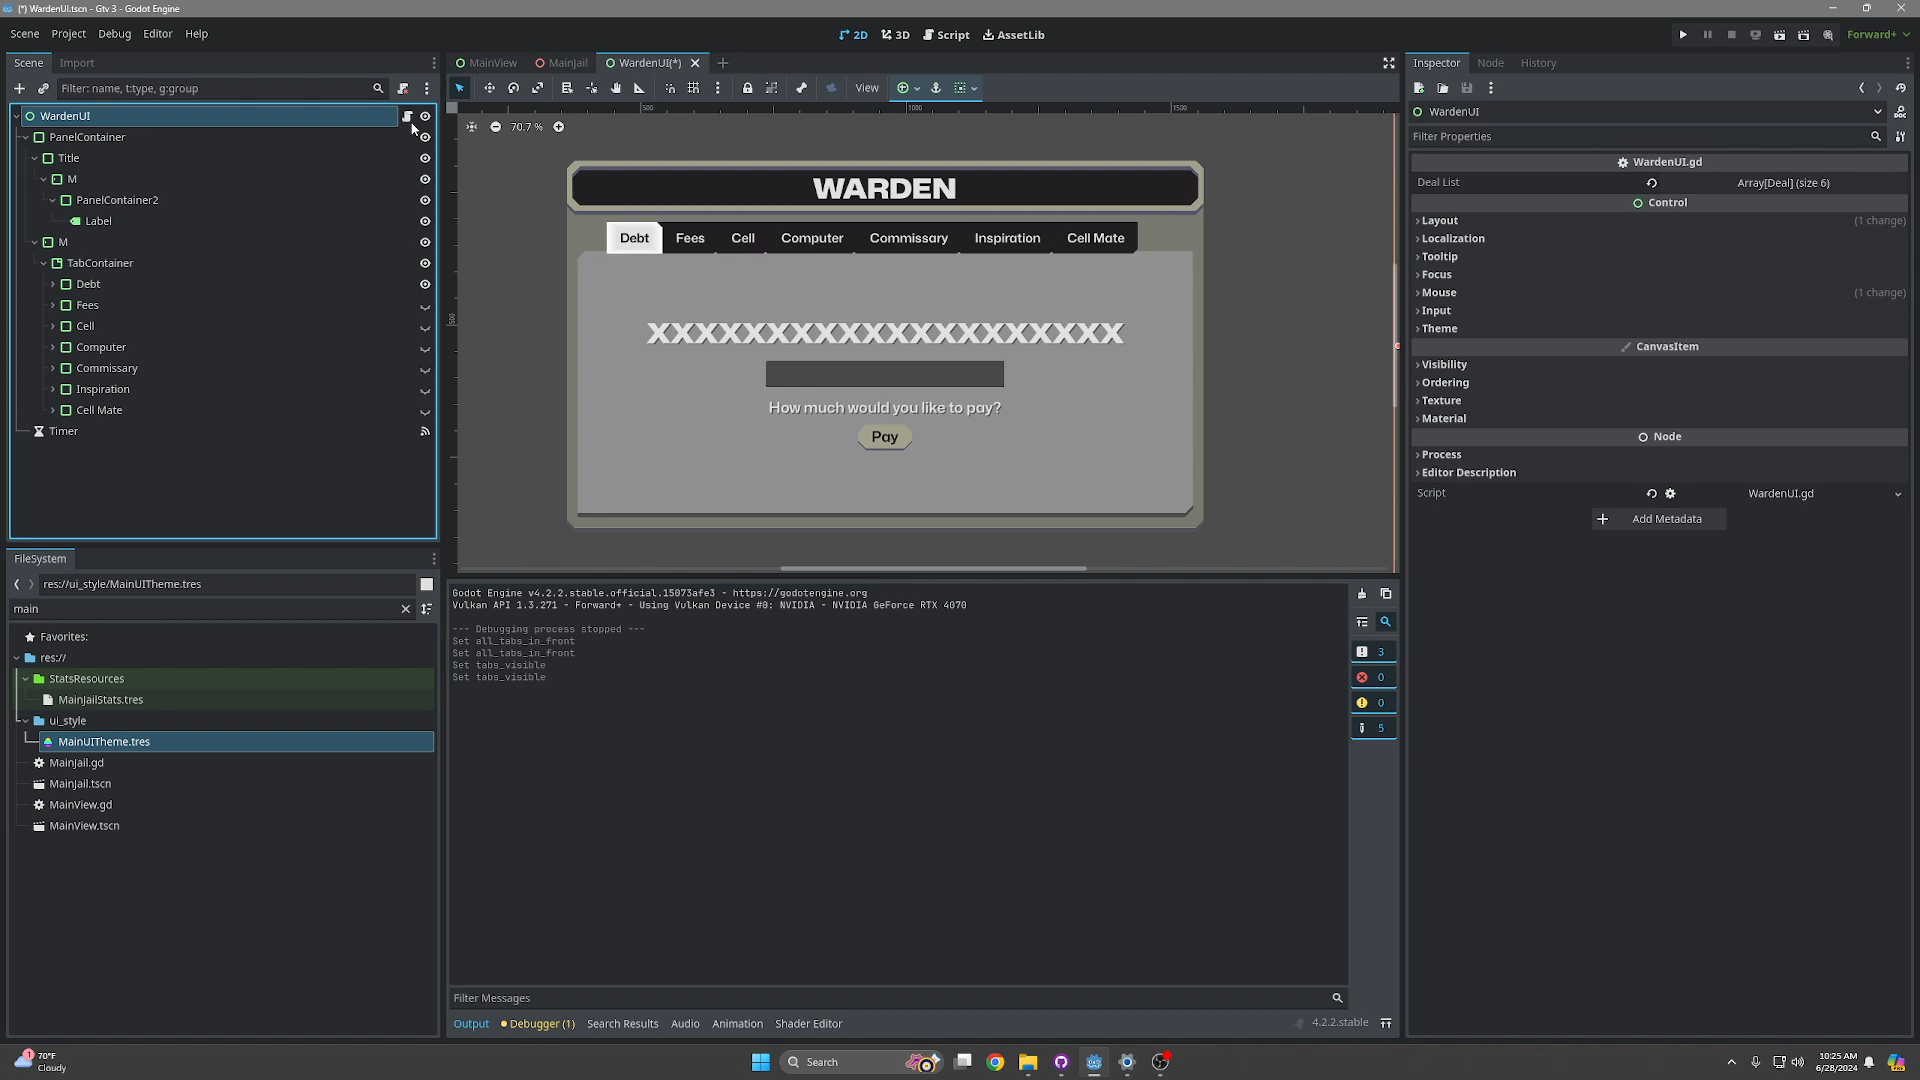 (*) WardenUI.tscn - Gtv 3 - Godot Engine
Scene Project Debug Editor Help
2D 3D Script AssetLib
Forward+
Scene Import
MainView MainJail WardenUI(*)
Inspector Node History
Filter: name, t:type, g:group
View
WardenUI
PanelContainer
Title
M
PanelContainer2
Label
M
TabContainer
Debt
Fees
Cell
Computer
Commissary
Inspiration
Cell Mate
Timer
500 1000 1500
70.7 %
500
WARDEN
Debt Fees Cell Computer Commissary Inspiration Cell Mate
XXXXXXXXXXXXXXXXXXXX
How much would you like to pay?
Pay
WardenUI
Filter Properties
WardenUI.gd
Deal List Array[Deal] (size 6)
Control
Layout (1 change)
Localization
Tooltip
Focus
Mouse (1 change)
Input
Theme
CanvasItem
Visibility
Ordering
Texture
Material
Node
Process
Editor Description
Script WardenUI.gd
Add Metadata
FileSystem
res://ui_style/MainUITheme.tres
main
Favorites:
res://
StatsResources
MainJailStats.tres
ui_style
MainUITheme.tres
MainJail.gd
MainJail.tscn
MainView.gd
MainView.tscn
Godot Engine v4.2.2.stable.official.15073afe3 - https://godotengine.org
Vulkan API 1.3.271 - Forward+ - Using Vulkan Device #0: NVIDIA - NVIDIA GeForce RTX 4070
--- Debugging process stopped ---
Set all_tabs_in_front
Set all_tabs_in_front
Set tabs_visible
Set tabs_visible
3
0
0
5
Filter Messages
Output Debugger (1) Search Results Audio Animation Shader Editor
4.2.2.stable
1
70°F
Cloudy
Search
10:25 AM
6/28/2024